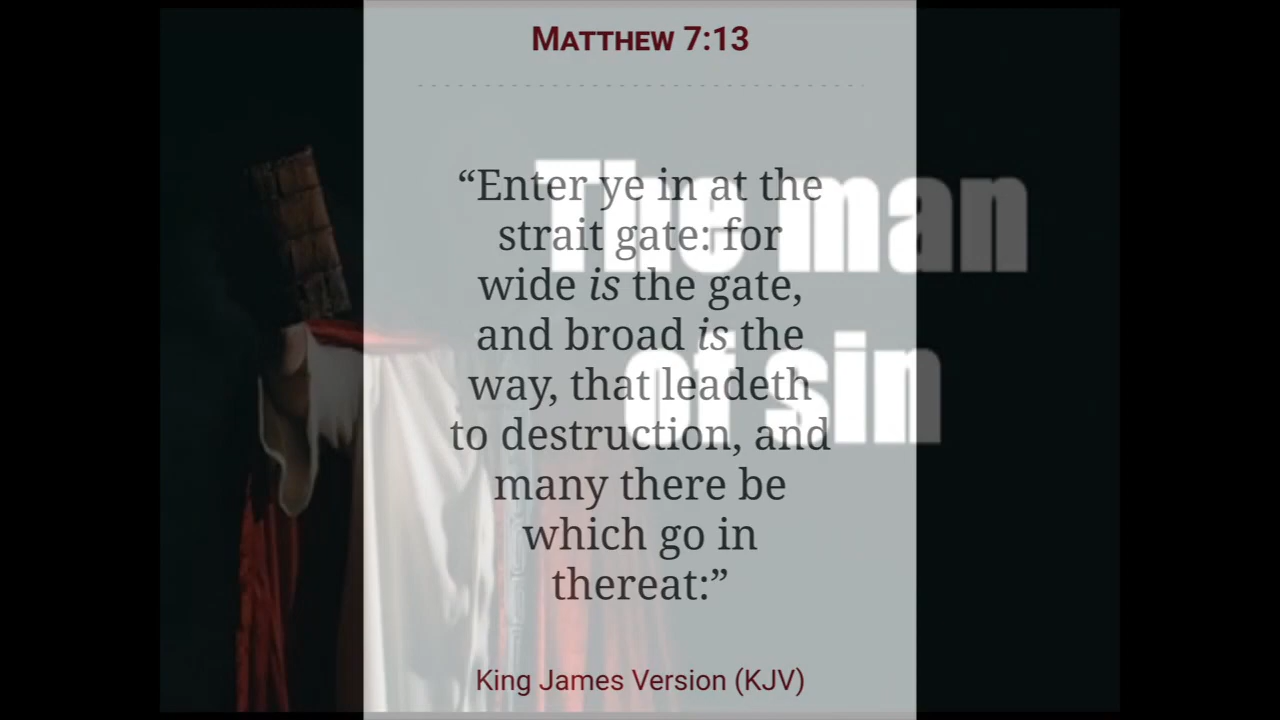 MATTHEW 7:13
“Enter ye in at the
strait gate: for
wide is the gate,
and broad is the
way, that leadeth
to destruction, and
many there be
which go in
thereat:”
King James Version (KJV)
The man
of sin